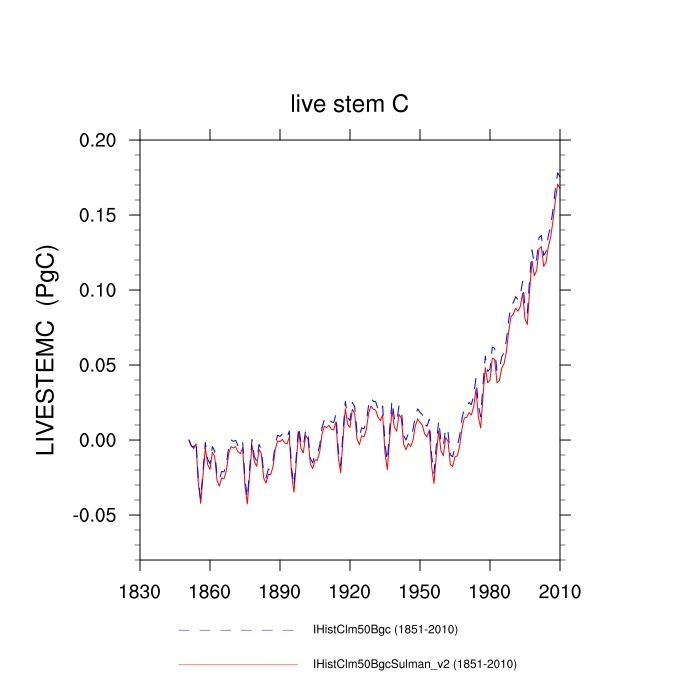 live stem C
LIVESTEMC (PgC)
0.20
0.15
0.10
0.05
0.00
-0.05
1830 1860 1890 1920 1950 1980 2010
IHistClm50Bgc (1851-2010)
IHistClm50BgcSulman_v2 (1851-2010)